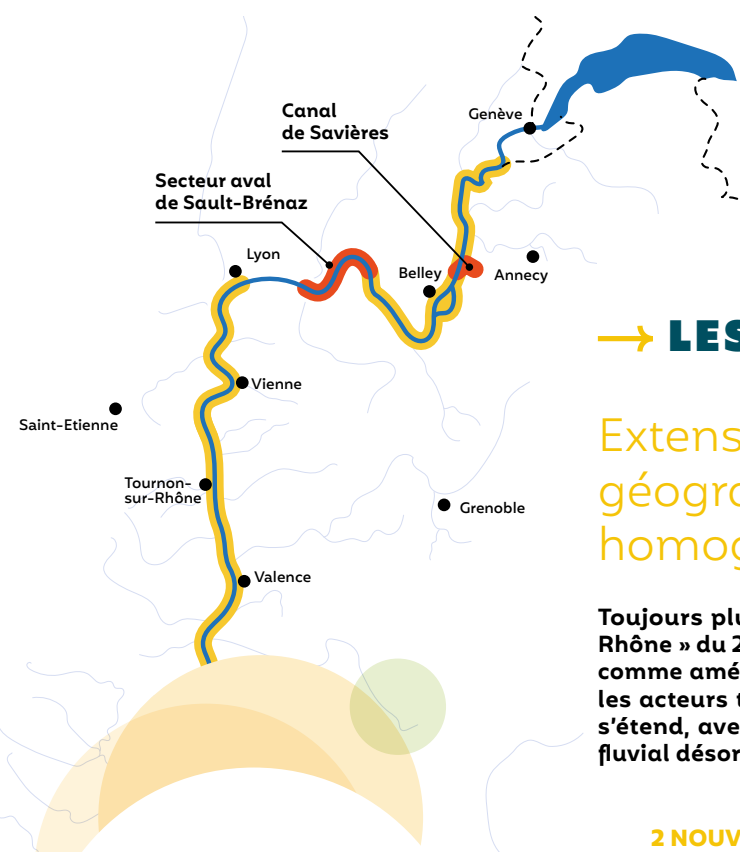 Genève
Canal
de Savières
Secteur aval
de Sault-Brénaz
Lyon
Belley
Annecy
Vienne
Saint-Etienne
Tournon-
sur-Rhône
Grenoble
Valence
→ LES
Extens
géogra
homog
Toujours plu
Rhône » du 2
comme amé
les acteurs t
s’étend, ave
fluvial désor
2 NOUV